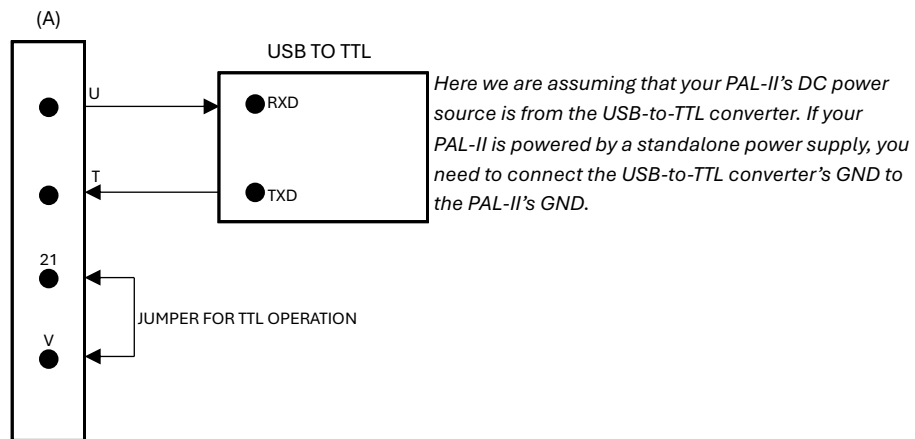 (A)
USB TO TTL
U
RXD
T
TXD
21
V
JUMPER FOR TTL OPERATION
Here we are assuming that your PAL-II's DC power
source is from the USB-to-TTL converter. If your
PAL-II is powered by a standalone power supply, you
need to connect the USB-to-TTL converter's GND to
the PAL-II's GND.